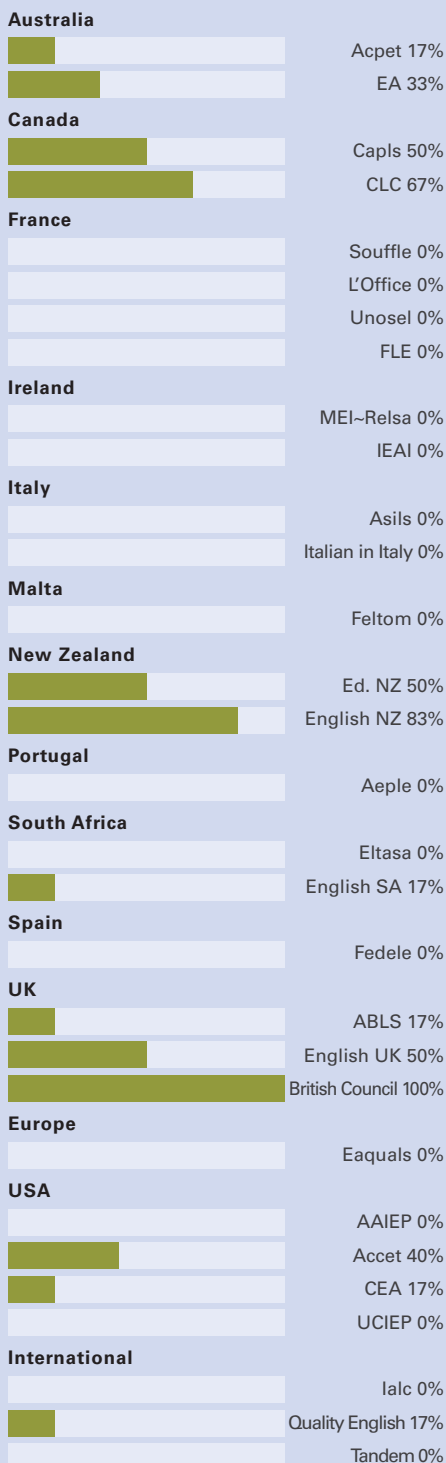 Australia
Acpet 17%
EA 33%
Canada
Capls 50%
CLC 67%
France
Souffle 0%
L’Office 0%
Unosel 0%
FLE 0%
Ireland
MEI~Relsa 0%
IEAI 0%
Italy
Asils 0%
Italian in Italy 0%
Malta
Feltom 0%
New Zealand
Ed. NZ 50%
English NZ 83%
Portugal
Aeple 0%
South Africa
Eltasa 0%
English SA 17%
Spain
Fedele 0%
UK
ABLS 17%
English UK 50%
British Council 100%
Europe
Eaquals 0%
USA
AAIEP 0%
Accet 40%
CEA 17%
UCIEP 0%
International
Ialc 0%
Quality English 17%
Tandem 0%